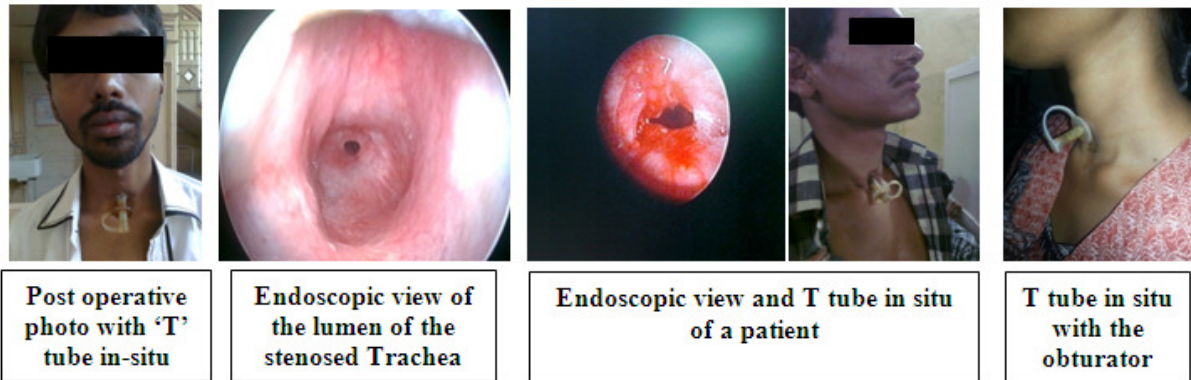 Post operative
photo with ‘T’
tube in-situ
Endoscopic view of
the lumen of the
stenosed Trachea
Endoscopic view and T tube in situ
of a patient
T tube in situ
with the
obturator